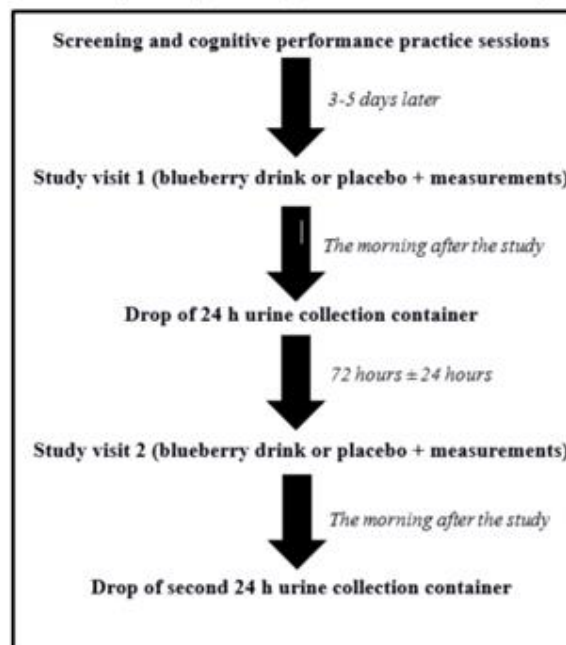 Screening and cognitive performance practice sessions
3-5 days later
Study visit 1 (blueberry drink or placebo + measurements)
The morning after the study
Drop of 24 h urine collection container
72 hours ± 24 hours
Study visit 2 (blueberry drink or placebo + measurements)
The morning after the study
Drop of second 24 h urine collection container